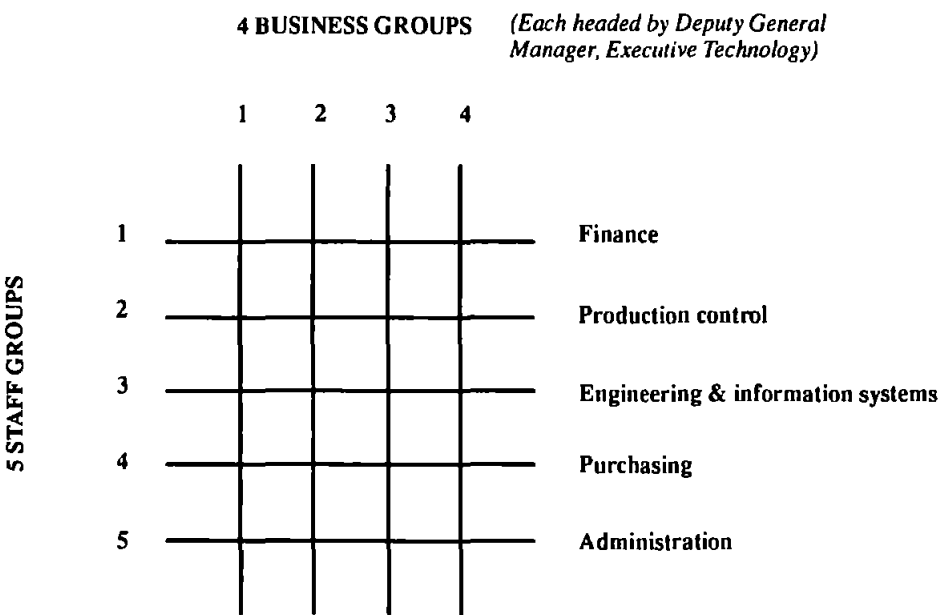 4 BUSINESS GROUPS
(Each headed by Deputy General
Manager, Executive Technology)
1 2 3 4
5 STAFF GROUPS
1 Finance
2 Production control
3 Engineering & information systems
4 Purchasing
5 Administration